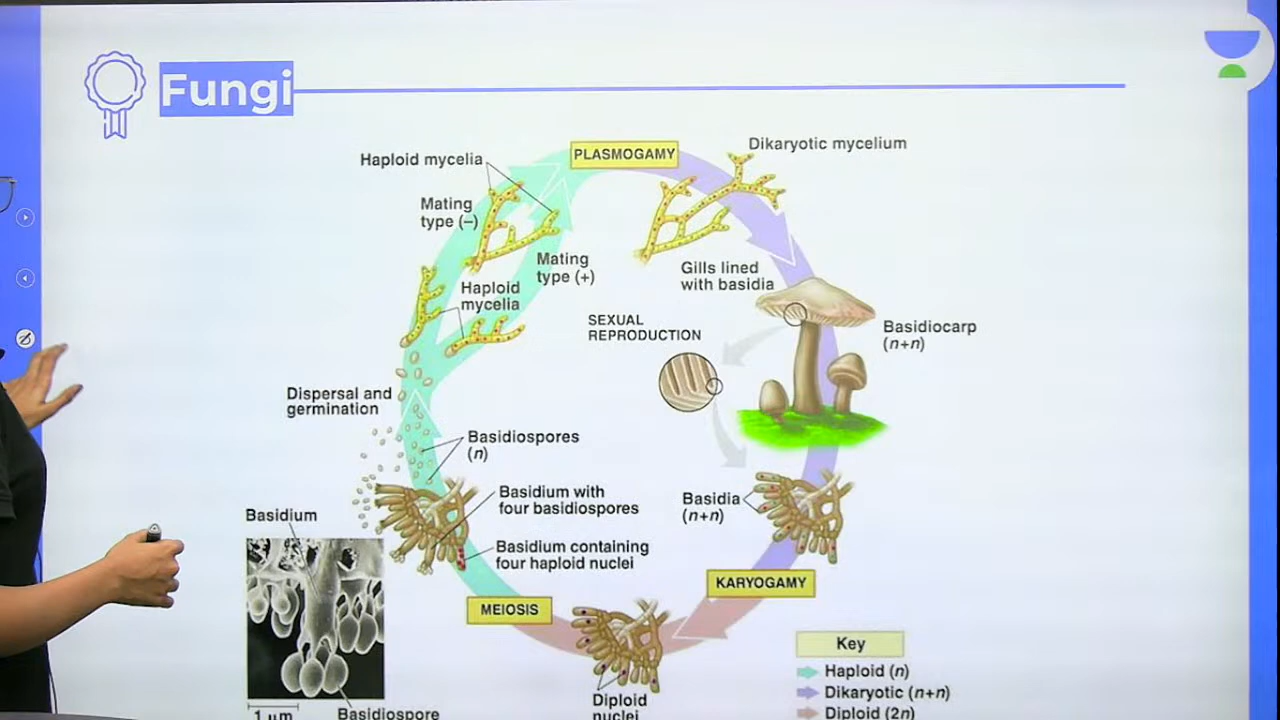 Fungi
PLASMOGAMY
Dikaryotic mycelium
Haploid mycelia
Mating
type (–)
Mating
type (+)
Gills lined
with basidia
Haploid
mycelia
SEXUAL
REPRODUCTION
Basidiocarp
(n+n)
Dispersal and
germination
Basidiospores
(n)
Basidium with
four basidiospores
Basidia
(n+n)
Basidium
Basidium containing
four haploid nuclei
KARYOGAMY
MEIOSIS
Key
Haploid (n)
Dikaryotic (n+n)
Diploid (2n)
Diploid
nuclei
1 µm
Basidiospore